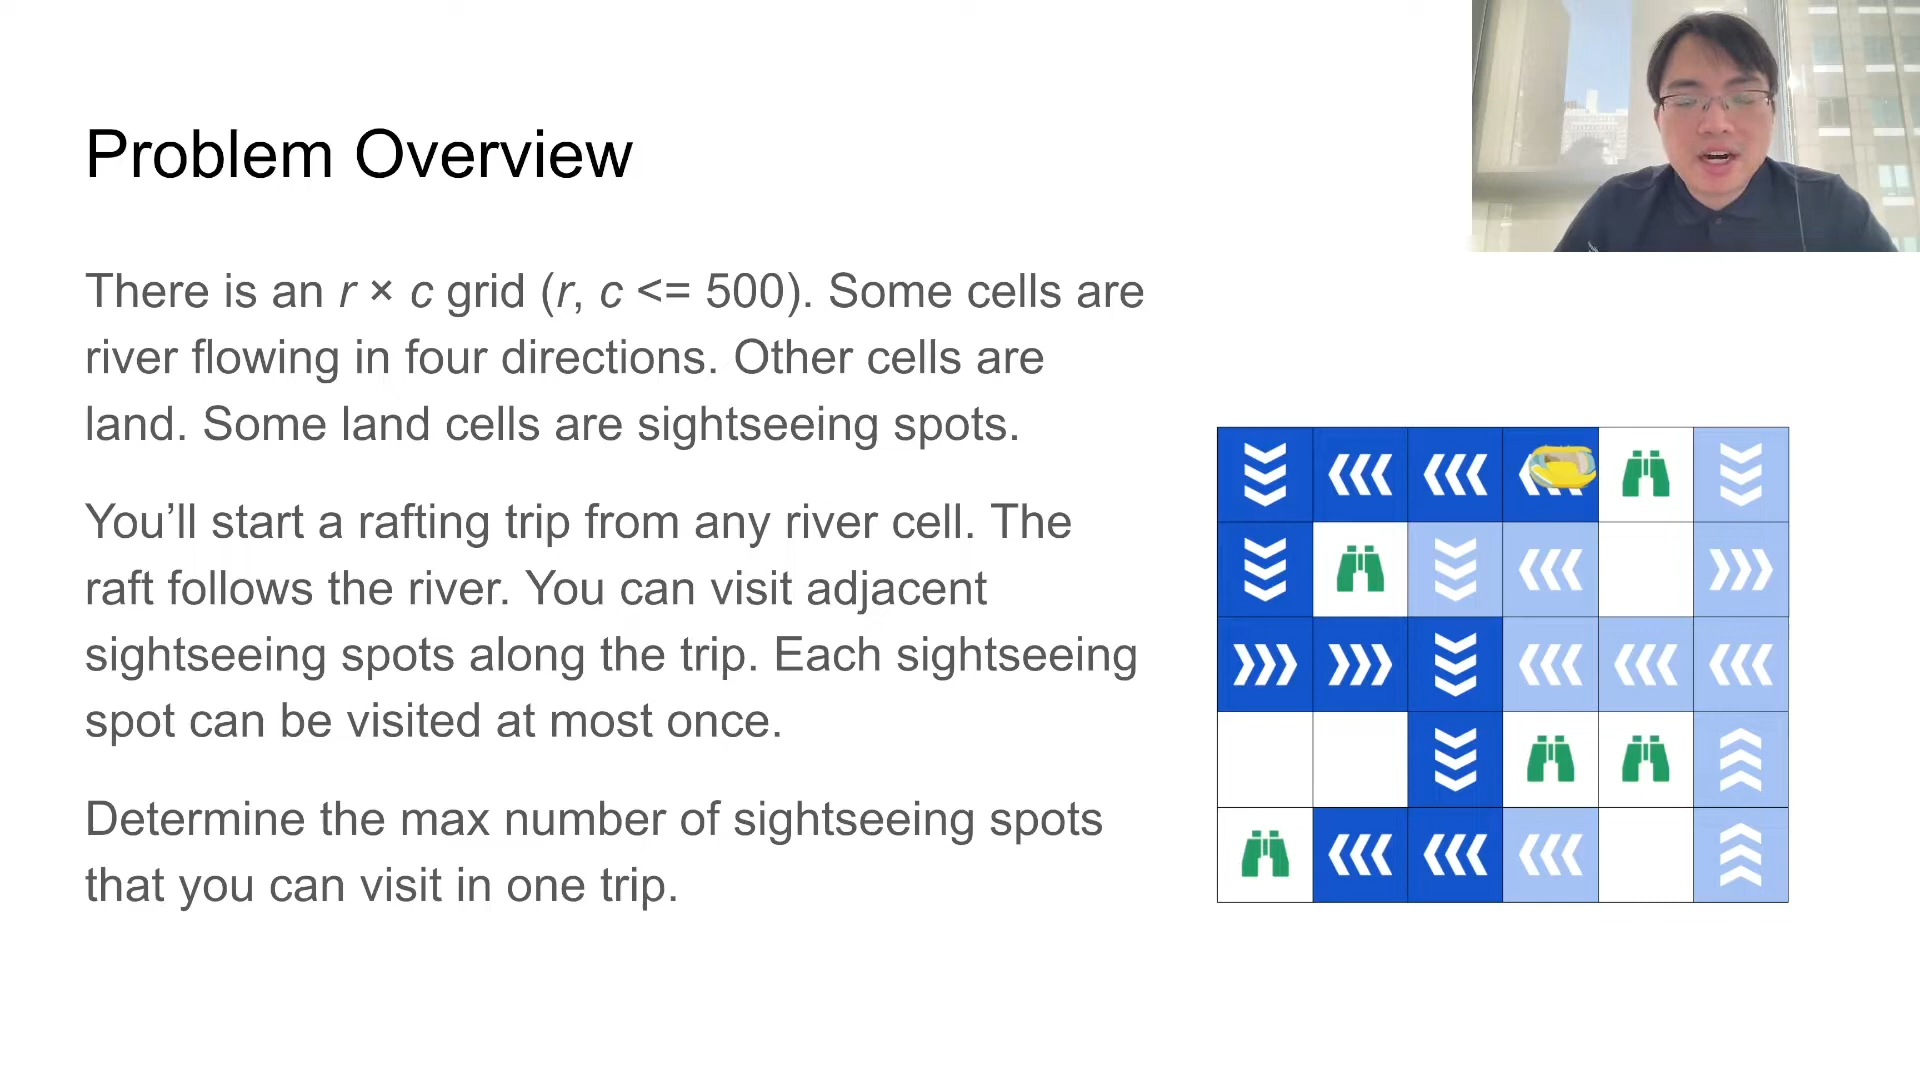 Problem Overview
There is an r × c grid (r, c <= 500). Some cells are
river flowing in four directions. Other cells are
land. Some land cells are sightseeing spots.
You’ll start a rafting trip from any river cell. The
raft follows the river. You can visit adjacent
sightseeing spots along the trip. Each sightseeing
spot can be visited at most once.
Determine the max number of sightseeing spots
that you can visit in one trip.